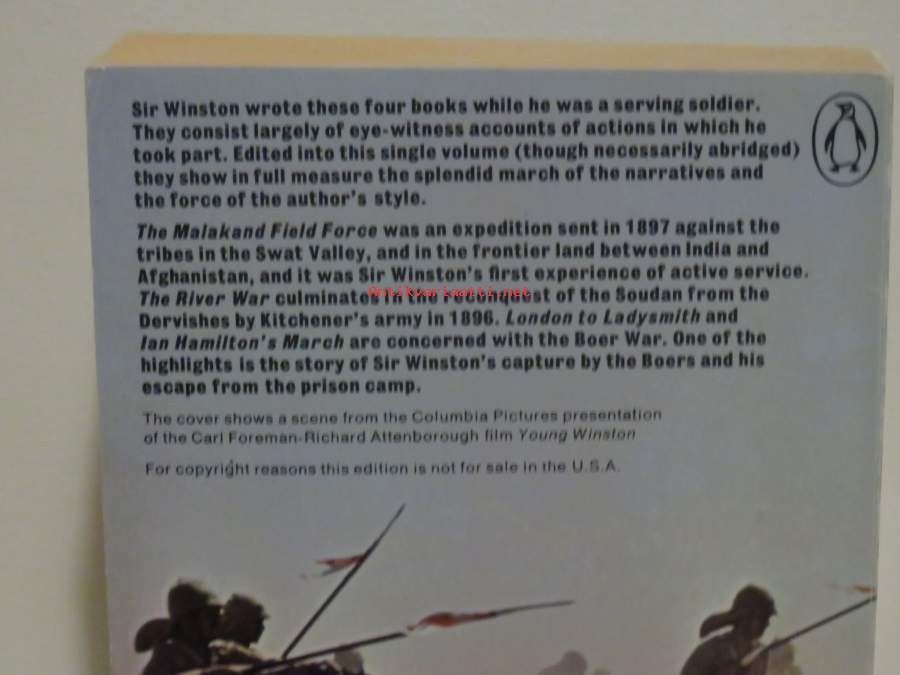 Sir Winston wrote these four books while he was a serving soldier.
They consist largely of eye-witness accounts of actions in which he
took part. Edited into this single volume (though necessarily abridged)
they show in full measure the splendid march of the narratives and
the force of the author's style.
The Malakand Field Force was an expedition sent in 1897 against the
tribes in the Swat Valley, and in the frontier land between India and
Afghanistan, and it was Sir Winston's first experience of active service.
Antikvariaatti.net
The River War culminates in the reconquest of the Soudan from the
Dervishes by Kitchener's army in 1896. London to Ladysmith and
Ian Hamilton's March are concerned with the Boer War. One of the
highlights is the story of Sir Winston's capture by the Boers and his
escape from the prison camp.
The cover shows a scene from the Columbia Pictures presentation
of the Carl Foreman-Richard Attenborough film Young Winston
For copyright reasons this edition is not for sale in the U.S.A.